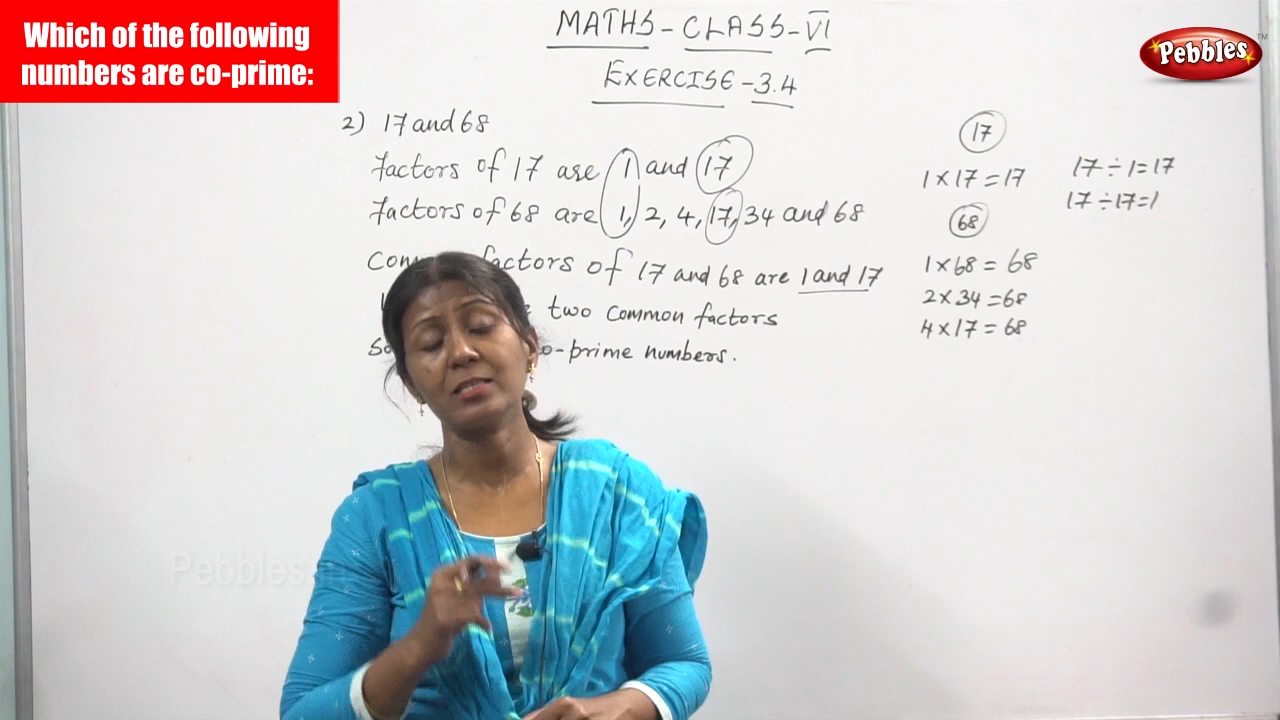 Which of the following
numbers are co-prime:
MATHS - CLASS - VI
EXERCISE - 3.4
Pebbles TM
2) 17 and 68
Factors of 17 are 1 and 17
Factors of 68 are 1, 2, 4, 17, 34 and 68
factors of 17 and 68 are 1 and 17
two common factors
co-prime numbers.
17
1 × 17 = 17
17 ÷ 1 = 17
17 ÷ 17 = 1
68
1 × 68 = 68
2 × 34 = 68
4 × 17 = 68
Pebbles